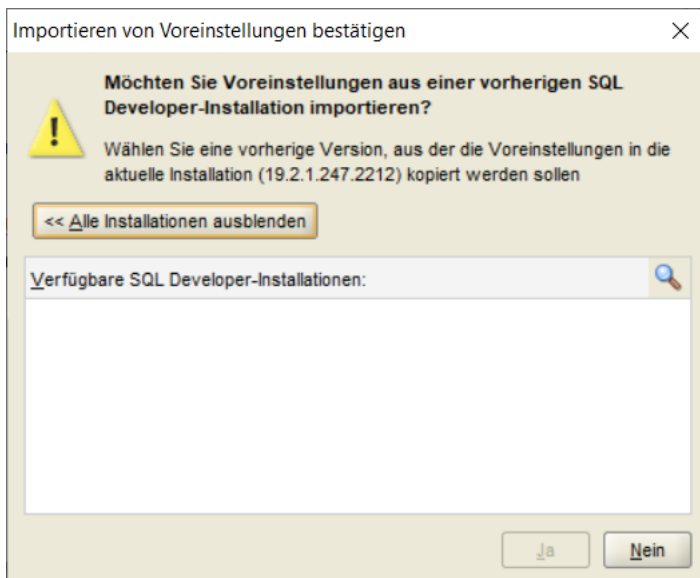 Importieren von Voreinstellungen bestätigen
Möchten Sie Voreinstellungen aus einer vorherigen SQL
Developer-Installation importieren?
Wählen Sie eine vorherige Version, aus der die Voreinstellungen in die
aktuelle Installation (19.2.1.247.2212) kopiert werden sollen
<< Alle Installationen ausblenden
Verfügbare SQL Developer-Installationen:
Ja
Nein